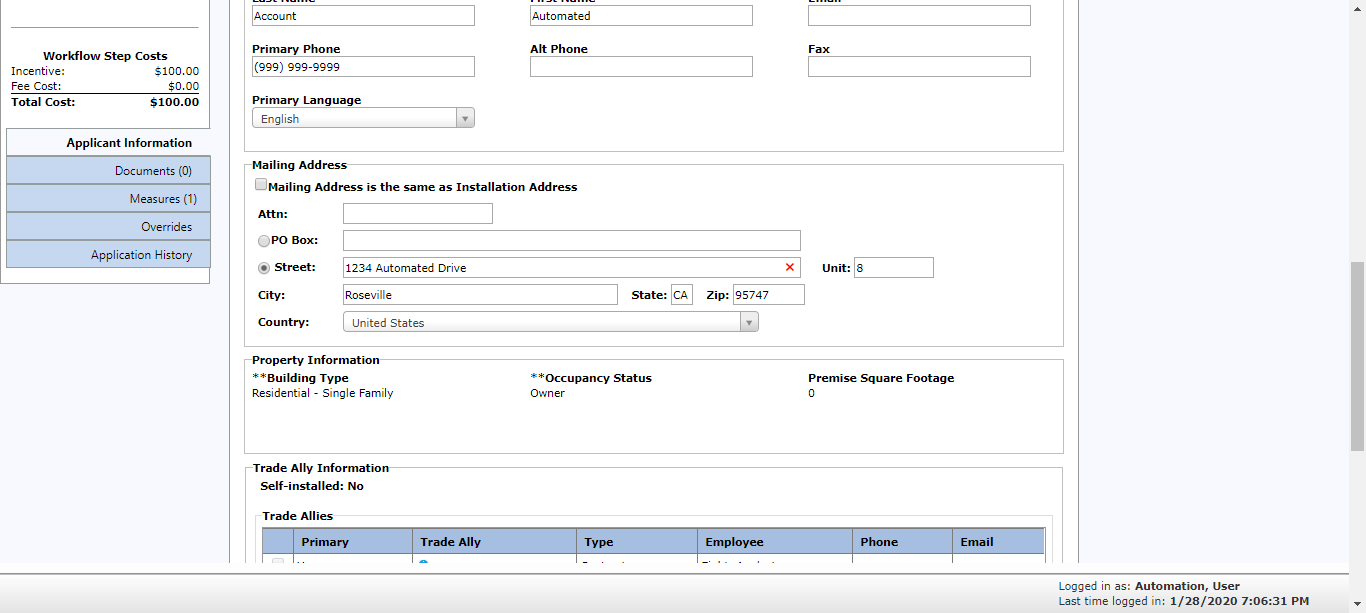 Last Name First Name Email
Account Automated
Workflow Step Costs
Incentive: $100.00
Fee Cost: $0.00
Total Cost: $100.00
Applicant Information
Documents (0)
Measures (1)
Overrides
Application History
Primary Phone Alt Phone Fax
(999) 999-9999
Primary Language
English
Mailing Address
Mailing Address is the same as Installation Address
Attn:
PO Box:
Street: 1234 Automated Drive Unit: 8
City: Roseville State: CA Zip: 95747
Country: United States
Property Information
**Building Type **Occupancy Status Premise Square Footage
Residential - Single Family Owner 0
Trade Ally Information
Self-installed: No
Trade Allies
Primary Trade Ally Type Employee Phone Email
Logged in as: Automation, User
Last time logged in: 1/28/2020 7:06:31 PM